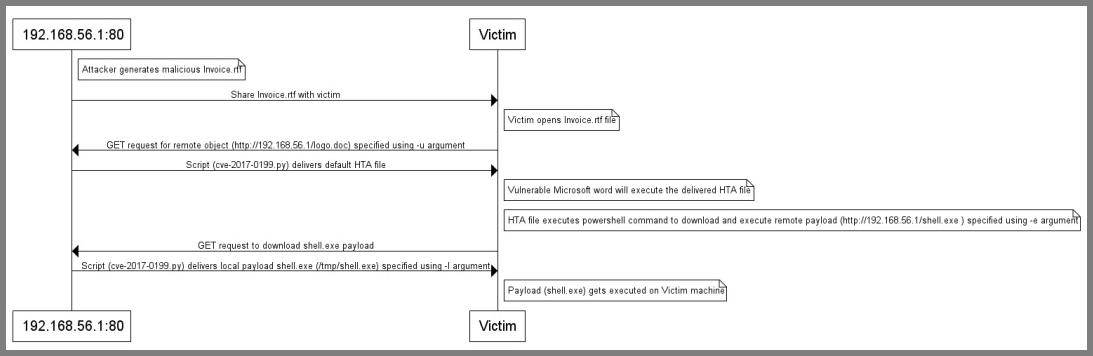 192.168.56.1:80
Victim
Attacker generates malicious Invoice.rtf
Share Invoice.rtf with victim
Victim opens Invoice.rtf file
GET request for remote object (http://192.168.56.1/logo.doc) specified using -u argument
Script (cve-2017-0199.py) delivers default HTA file
Vulnerable Microsoft word will execute the delivered HTA file
HTA file executes powershell command to download and execute remote payload (http://192.168.56.1/shell.exe ) specified using -e argument
GET request to download shell.exe payload
Script (cve-2017-0199.py) delivers local payload shell.exe (/tmp/shell.exe) specified using -l argument
Payload (shell.exe) gets executed on Victim machine
192.168.56.1:80
Victim